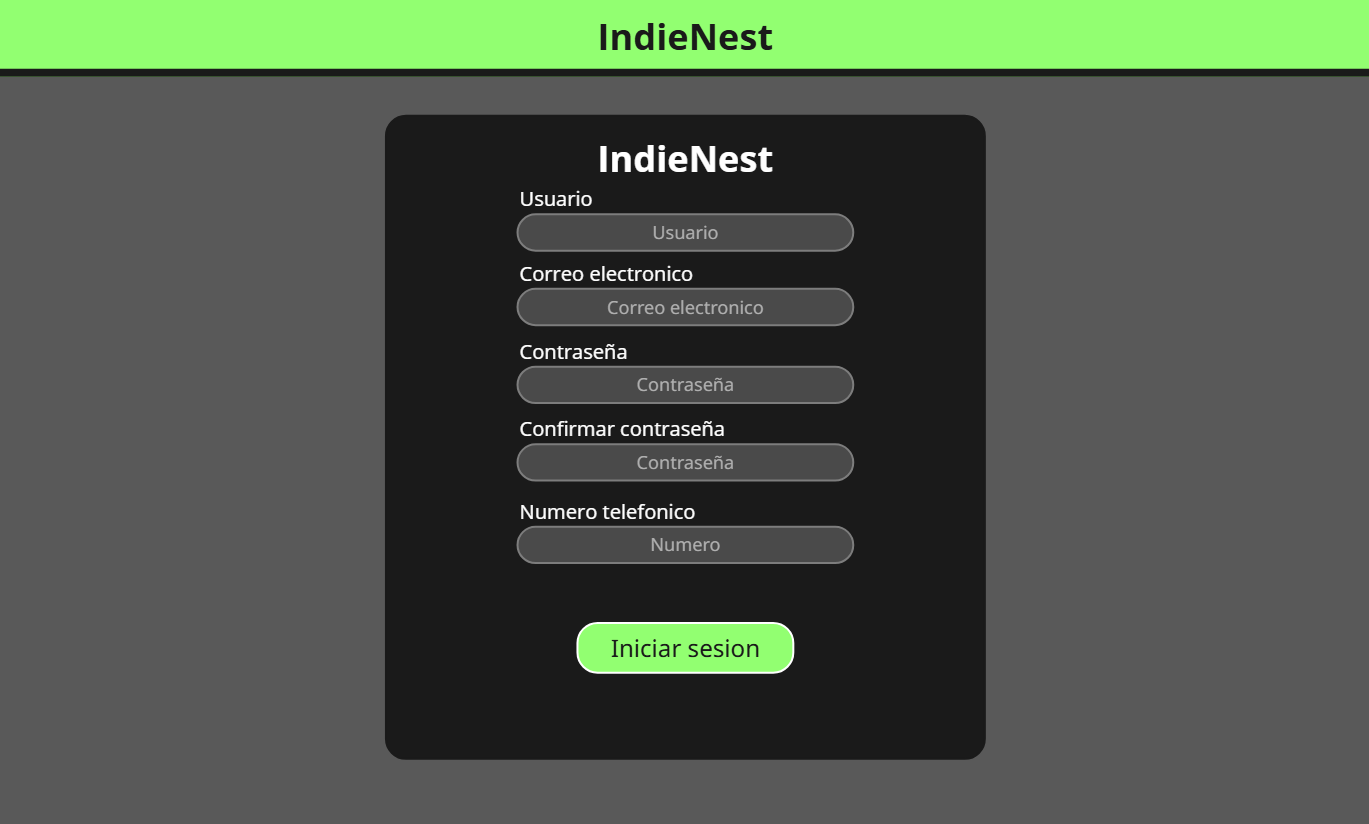 IndieNest
IndieNest
Usuario
Usuario
Correo electronico
Correo electronico
Contraseña
Contraseña
Confirmar contraseña
Contraseña
Numero telefonico
Numero
Iniciar sesion